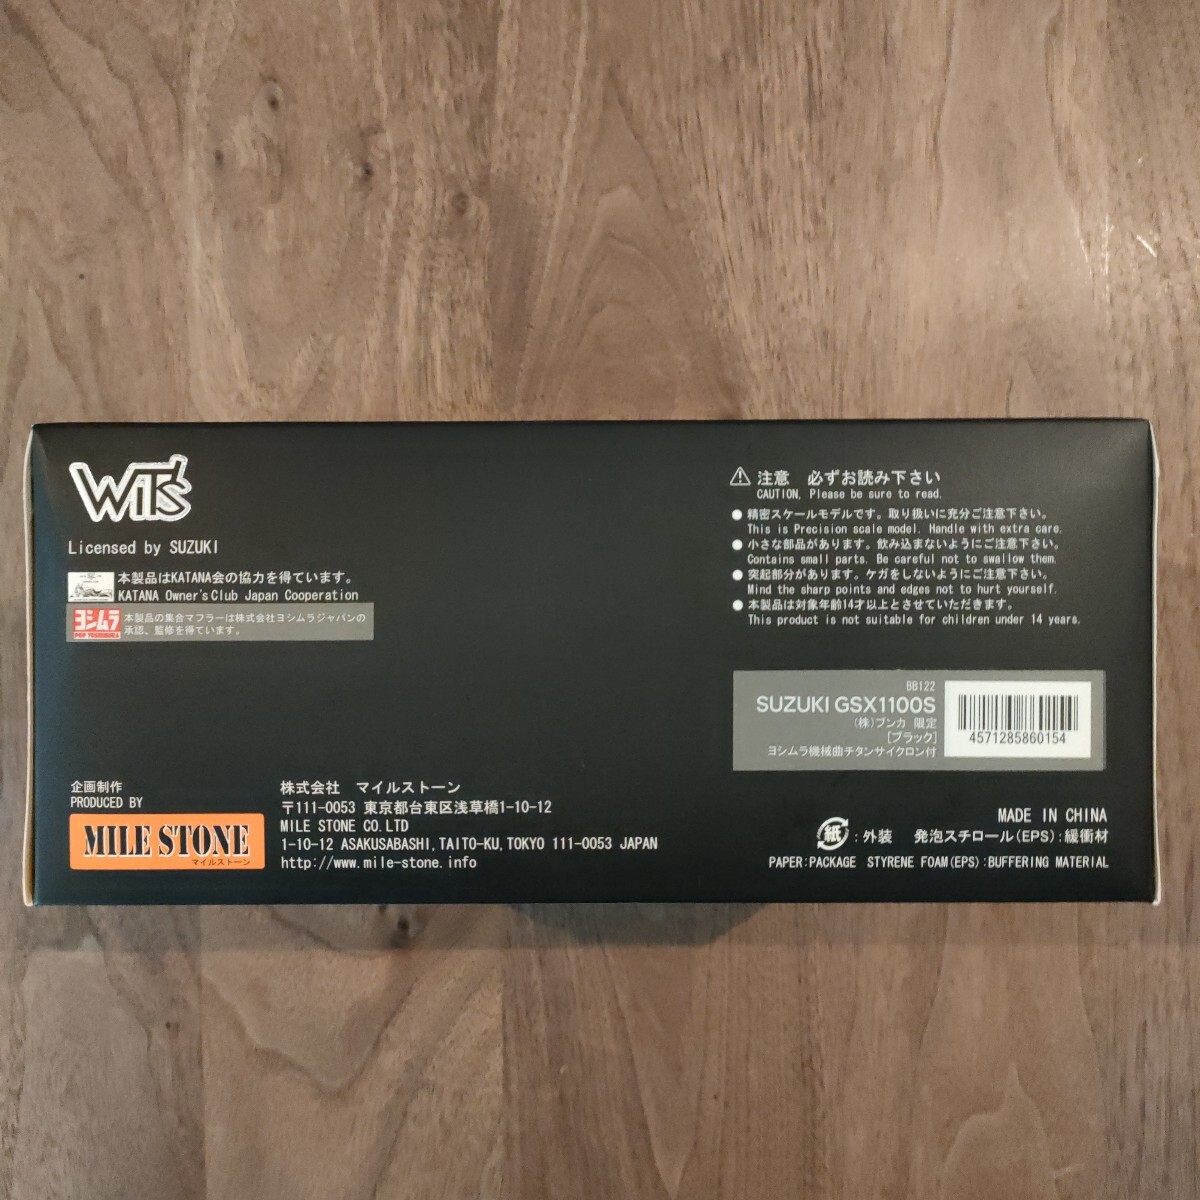 WiT's
Licensed by SUZUKI
本製品はKATANA会の協力を得ています。
KATANA Owner's Club Japan Cooperation
ヨシムラ
POP YOSHIMURA
本製品の集合マフラーは株式会社ヨシムラジャパンの
承認、監修を得ています。
企画制作
PRODUCED BY
MILE STONE
マイルストーン
株式会社 マイルストーン
〒111-0053 東京都台東区浅草橋1-10-12
MILE STONE CO.LTD
1-10-12 ASAKUSABASHI,TAITO-KU,TOKYO 111-0053 JAPAN
http://www.mile-stone.info
注意 必ずお読み下さい
CAUTION, Please be sure to read.
●精密スケールモデルです。取り扱いに充分ご注意下さい。
This is Precision scale model. Handle with extra care.
●小さな部品があります。飲み込まないようにご注意下さい。
Contains small parts. Be careful not to swallow them.
●突起部分があります。ケガをしないようにご注意下さい。
Mind the sharp points and edges not to hurt yourself.
●本製品は対象年齢14才以上とさせていただきます。
This product is not suitable for children under 14 years.
BB122
SUZUKI GSX1100S
(株)ブンカ 限定
[ブラック]
ヨシムラ機械曲チタンサイクロン付
4571285860154
MADE IN CHINA
紙:外装 発泡スチロール(EPS):緩衝材
PAPER:PACKAGE STYRENE FOAM(EPS):BUFFERING MATERIAL